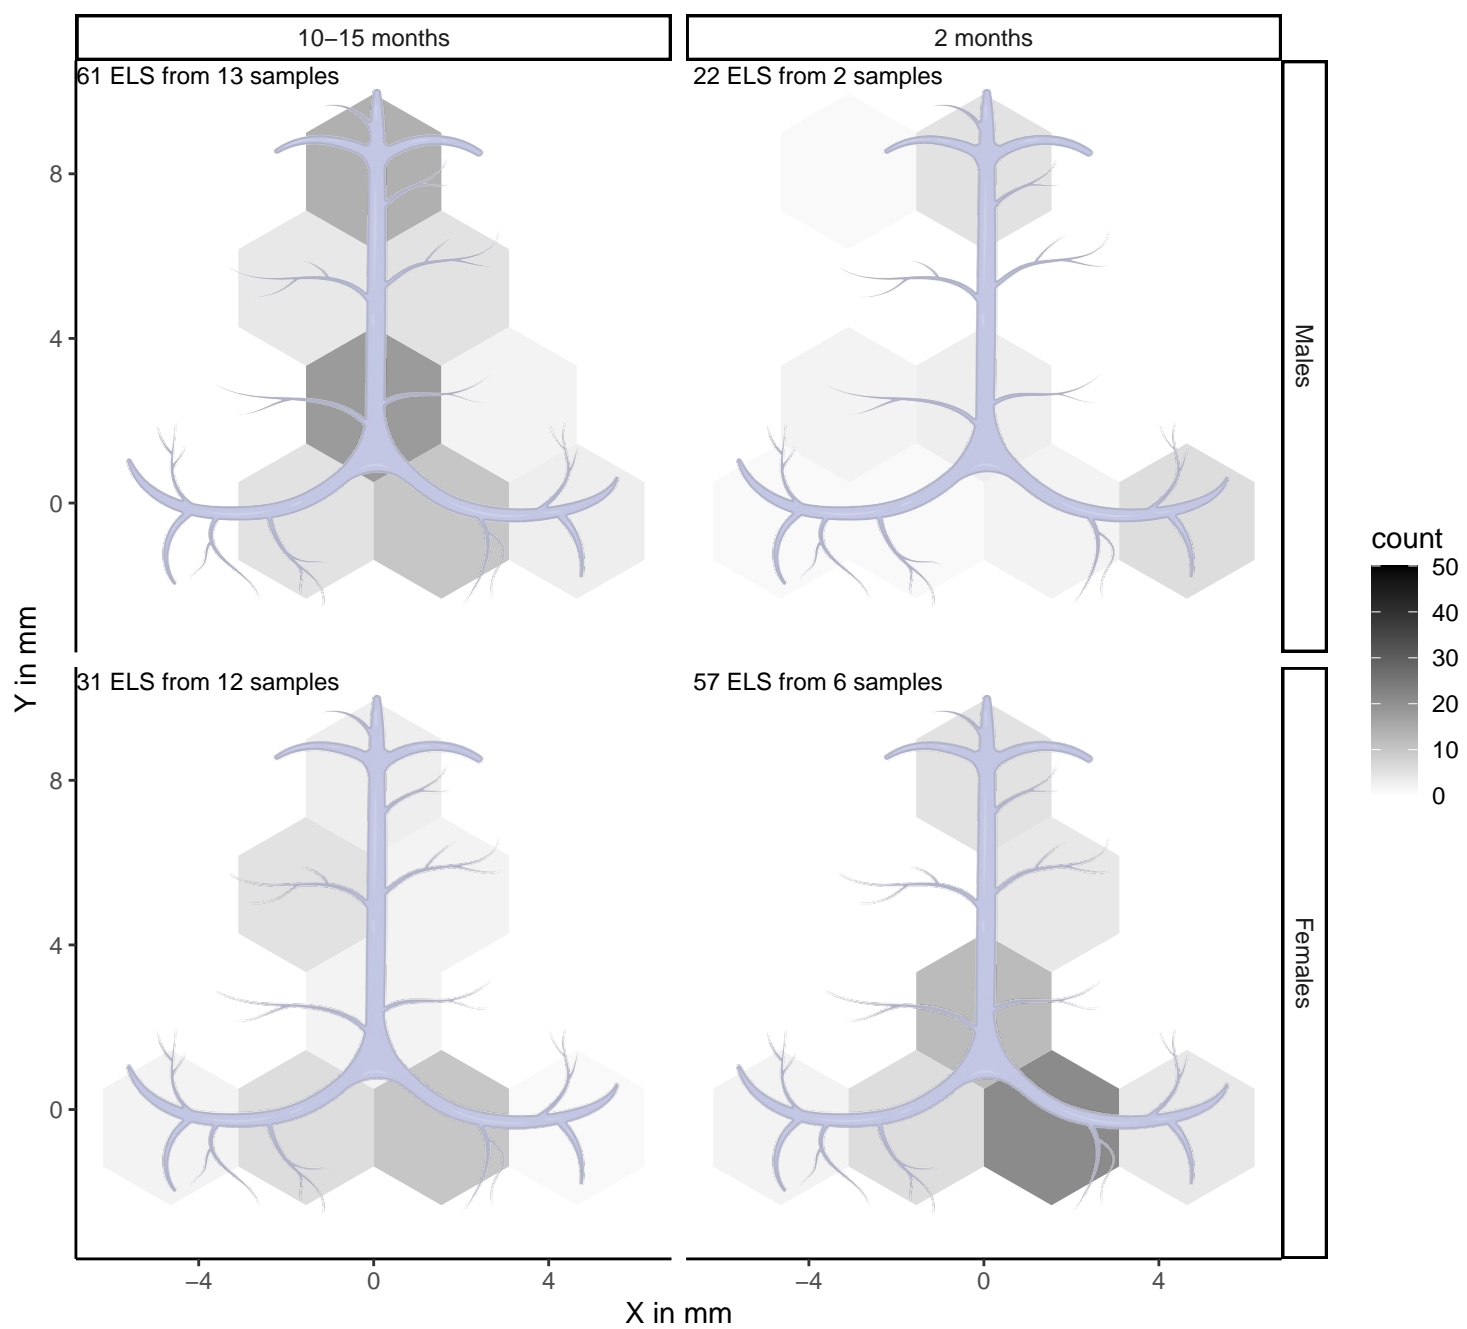 10–15 months
2 months
61 ELS from 13 samples
22 ELS from 2 samples
Males
8
4
0
Y in mm
31 ELS from 12 samples
57 ELS from 6 samples
Females
8
4
0
−4
0
4
−4
0
4
X in mm
count
50
40
30
20
10
0